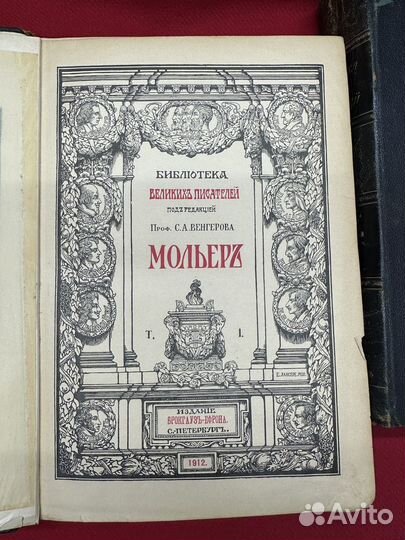 БИБЛІОТЕКА
ВЕЛИКИХЪ ПИСАТЕЛЕЙ
ПОДЪ РЕДАКЦІЕЙ
ПРОФ. С.А. ВЕНГЕРОВА
МОЛЬЕРЪ
Т. I.
ИЗДАНІЕ
БРОКГАУЗЪ-ЕФРОНА.
С.-ПЕТЕРБУРГЪ.
1912.
Avito